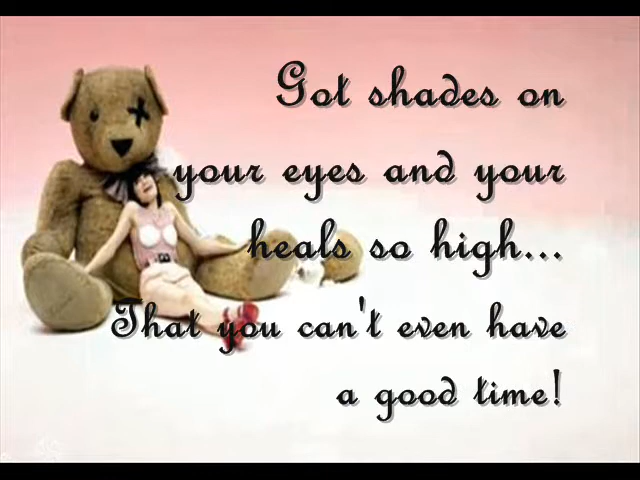 Got shades on
your eyes and your
heals so high...
That you can't even have
a good time!